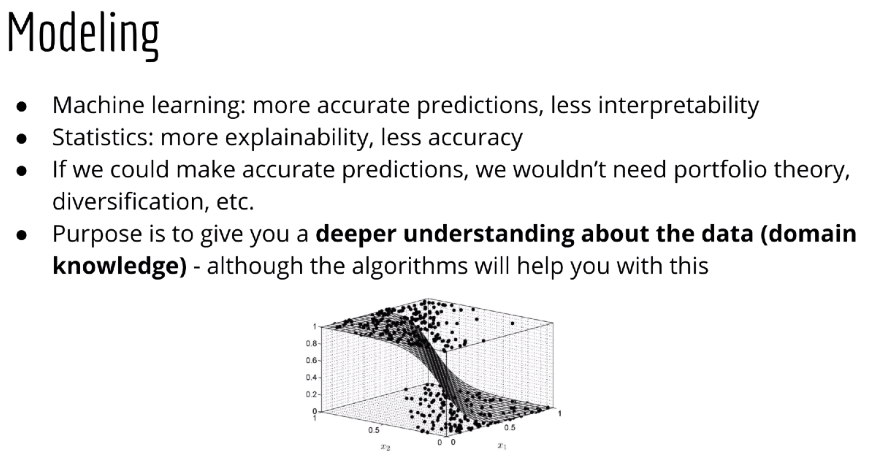 Modeling
● Machine learning: more accurate predictions, less interpretability
● Statistics: more explainability, less accuracy
● If we could make accurate predictions, we wouldn’t need portfolio theory,
diversification, etc.
● Purpose is to give you a deeper understanding about the data (domain
knowledge) - although the algorithms will help you with this
1
0.8
0.6
0.4
0.2
0
1
0.5
0
x₂
0
0.5
1
x₁